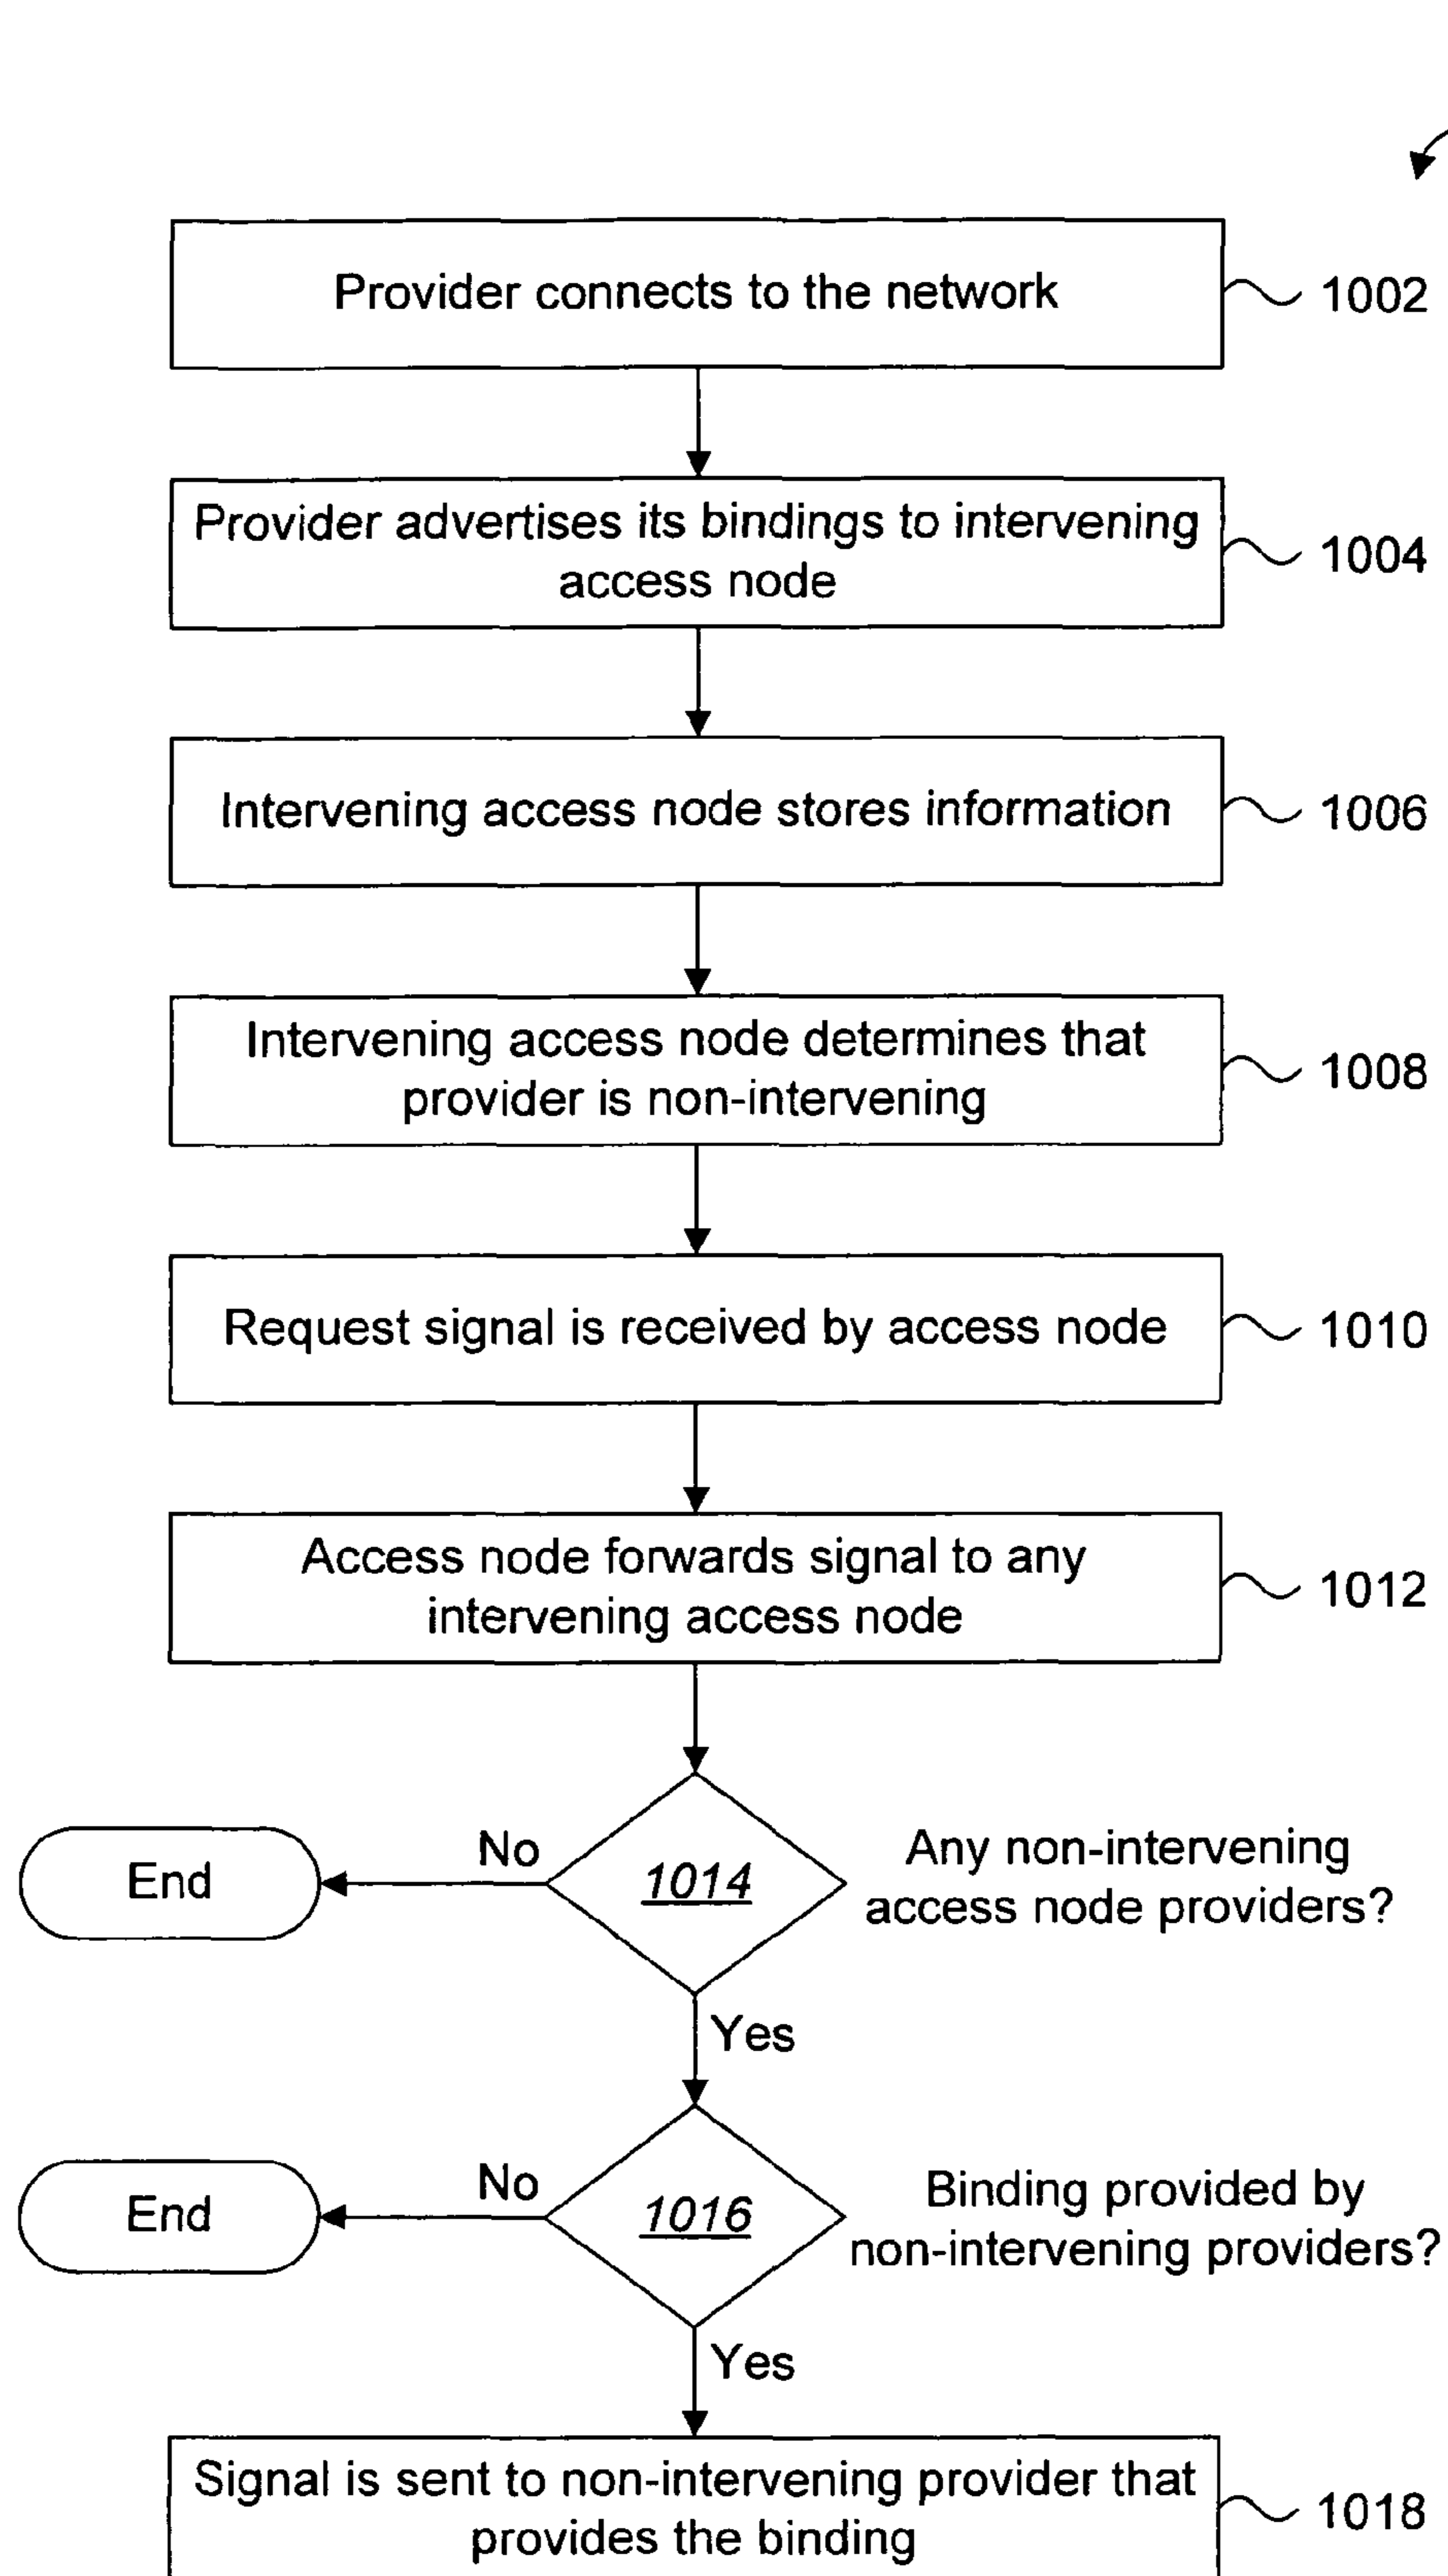 Provider connects to the network
1002
Provider advertises its bindings to intervening
access node
1004
Intervening access node stores information
1006
Intervening access node determines that
provider is non-intervening
1008
Request signal is received by access node
1010
Access node forwards signal to any
intervening access node
1012
End
No
1014
Any non-intervening
access node providers?
Yes
End
No
1016
Binding provided by
non-intervening providers?
Yes
Signal is sent to non-intervening provider that
provides the binding
1018